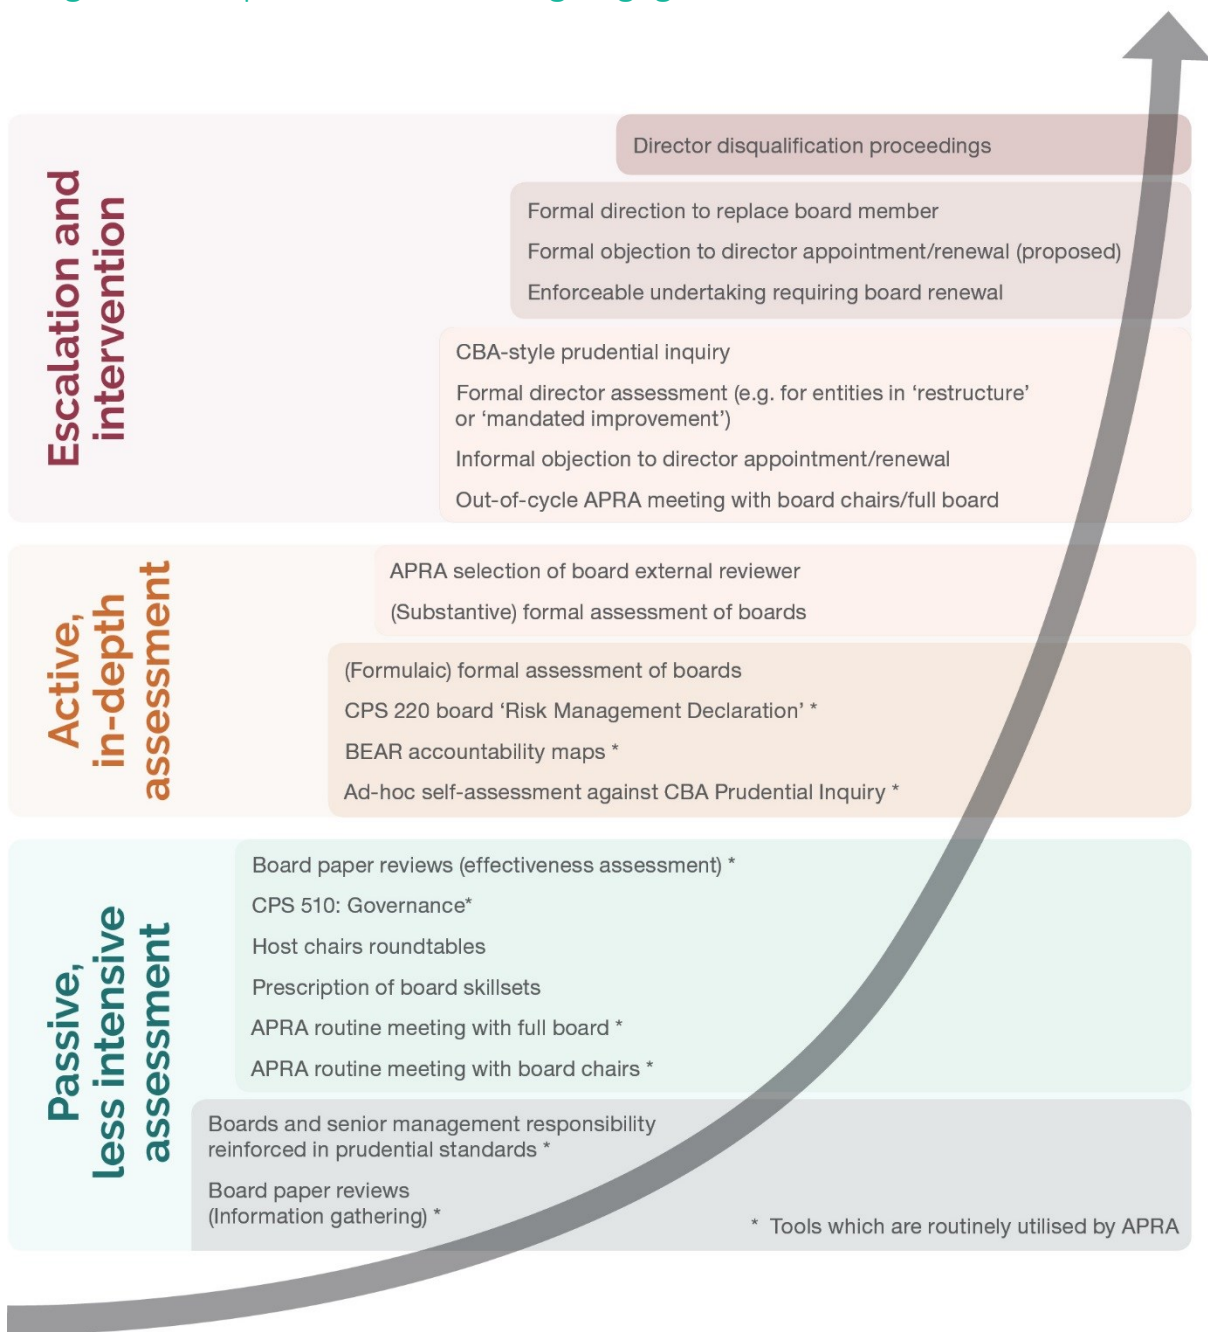 Director disqualification proceedings
Escalation and
intervention
Formal direction to replace board member
Formal objection to director appointment/renewal (proposed)
Enforceable undertaking requiring board renewal
CBA-style prudential inquiry
Formal director assessment (e.g. for entities in ‘restructure’
or ‘mandated improvement’)
Informal objection to director appointment/renewal
Out-of-cycle APRA meeting with board chairs/full board
Active,
in-depth
assessment
APRA selection of board external reviewer
(Substantive) formal assessment of boards
(Formulaic) formal assessment of boards
CPS 220 board ‘Risk Management Declaration’ *
BEAR accountability maps *
Ad-hoc self-assessment against CBA Prudential Inquiry *
Passive,
less intensive
assessment
Board paper reviews (effectiveness assessment) *
CPS 510: Governance*
Host chairs roundtables
Prescription of board skillsets
APRA routine meeting with full board *
APRA routine meeting with board chairs *
Boards and senior management responsibility
reinforced in prudential standards *
Board paper reviews
(Information gathering) *
* Tools which are routinely utilised by APRA